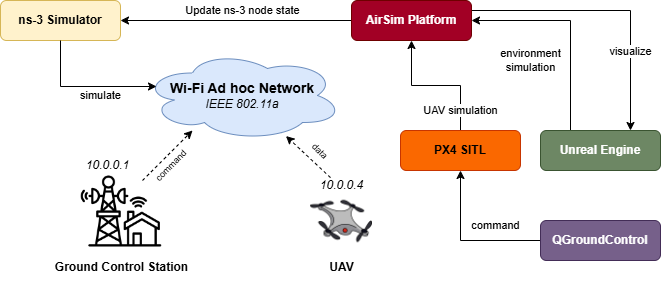 ns-3 Simulator
Update ns-3 node state
AirSim Platform
environment
simulation
visualize
simulate
Wi-Fi Ad hoc Network
IEEE 802.11a
UAV simulation
PX4 SITL
Unreal Engine
10.0.0.1
command
data
10.0.0.4
command
QGroundControl
Ground Control Station
UAV